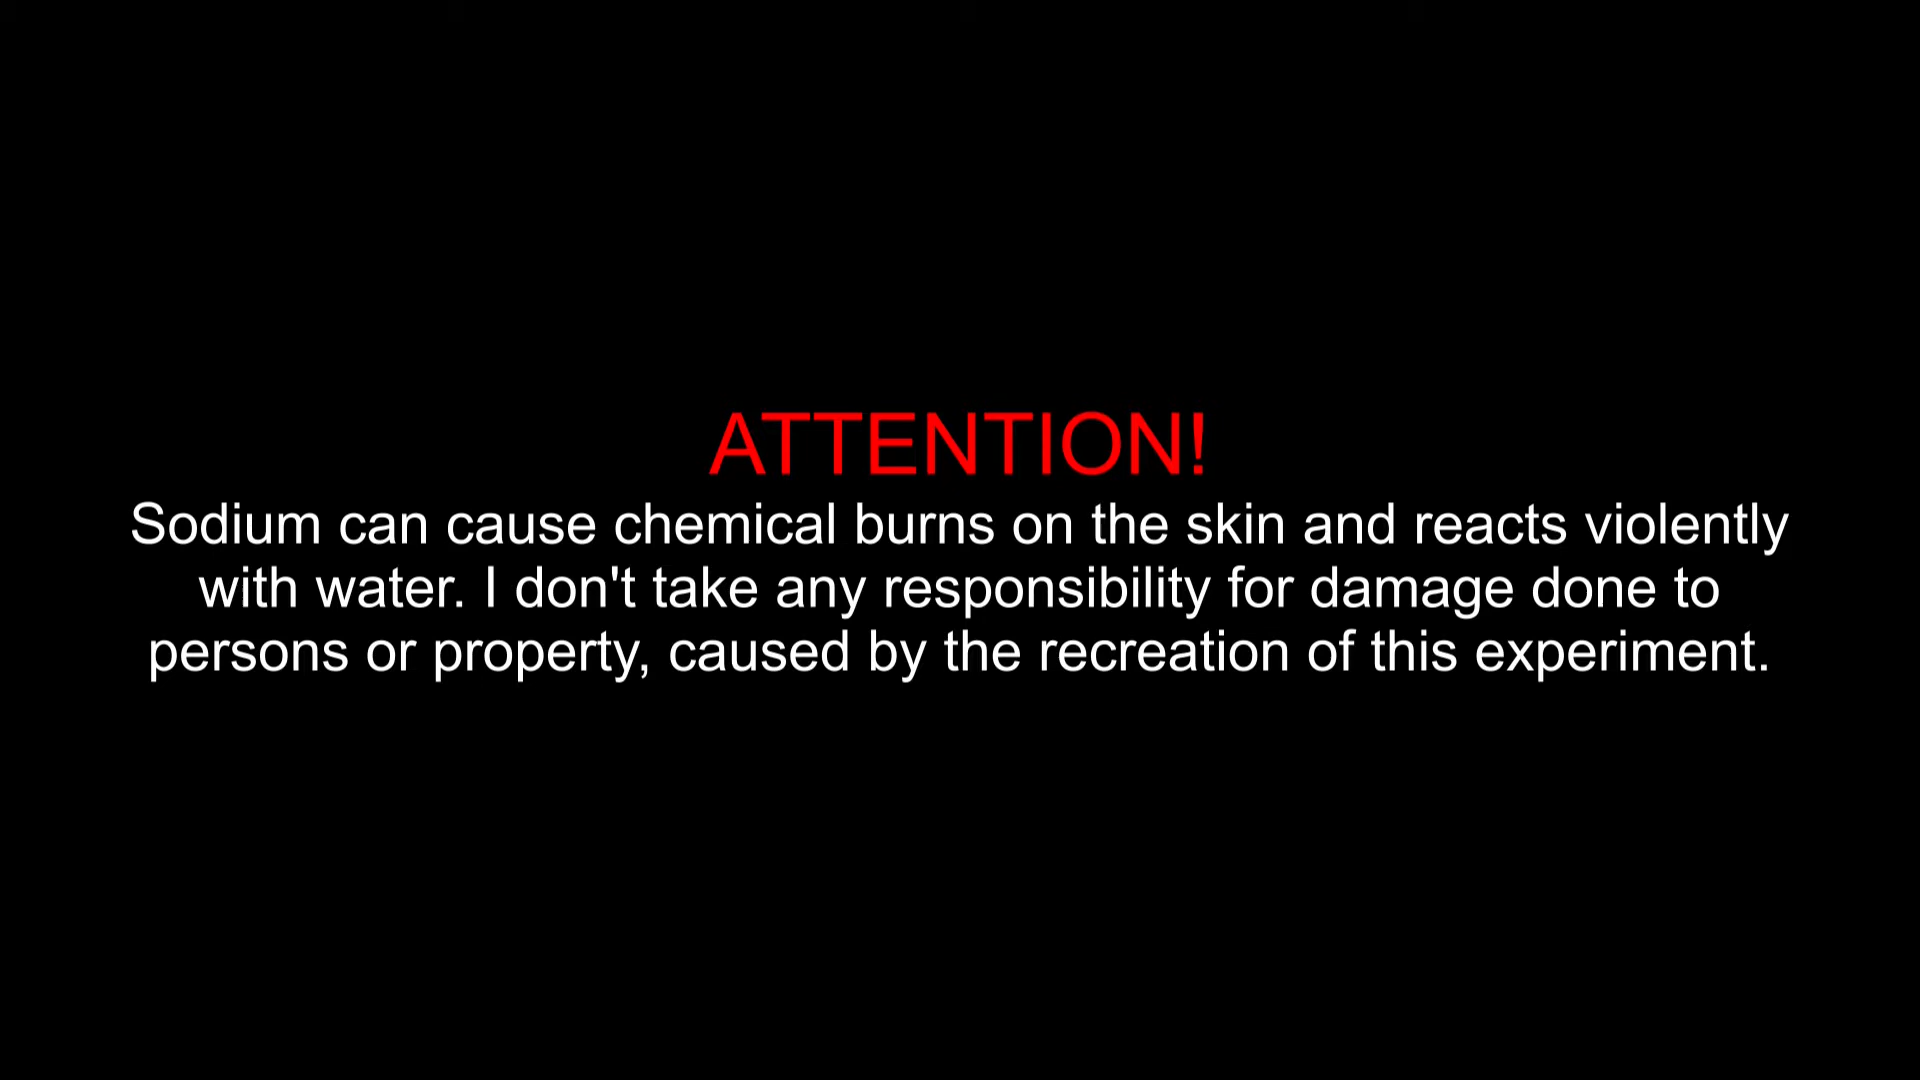 ATTENTION!
Sodium can cause chemical burns on the skin and reacts violently
with water. I don't take any responsibility for damage done to
persons or property, caused by the recreation of this experiment.